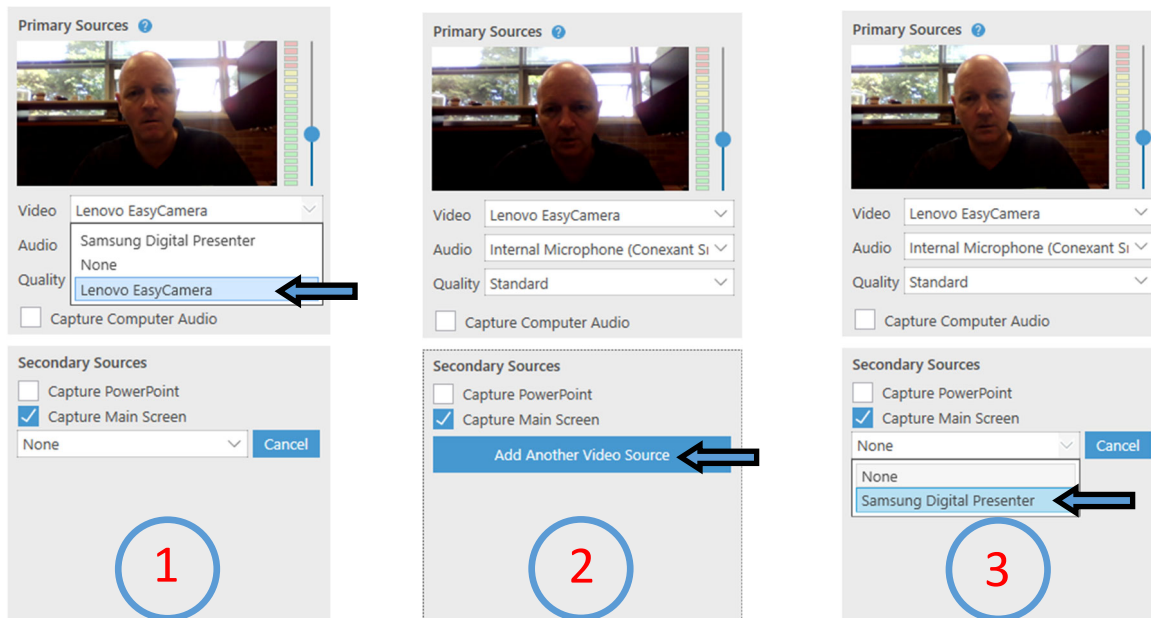 Primary Sources ?
Video Lenovo EasyCamera
Audio Samsung Digital Presenter
None
Quality Lenovo EasyCamera
Capture Computer Audio
Secondary Sources
Capture PowerPoint
Capture Main Screen
None Cancel
1
Primary Sources ?
Video Lenovo EasyCamera
Audio Internal Microphone (Conexant Sı
Quality Standard
Capture Computer Audio
Secondary Sources
Capture PowerPoint
Capture Main Screen
Add Another Video Source
2
Primary Sources ?
Video Lenovo EasyCamera
Audio Internal Microphone (Conexant Sı
Quality Standard
Capture Computer Audio
Secondary Sources
Capture PowerPoint
Capture Main Screen
None Cancel
None
Samsung Digital Presenter
3